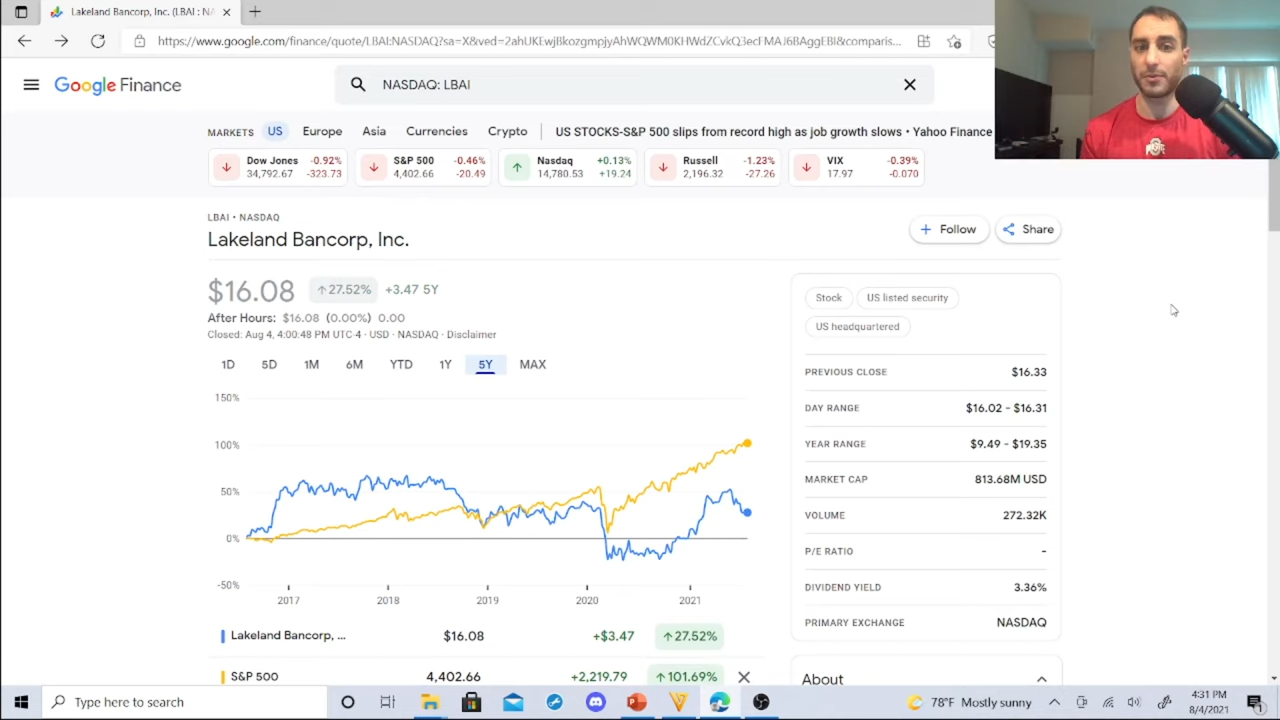 Lakeland Bancorp, Inc. (LBAI : NA
https://www.google.com/finance/quote/LBAI:NASDAQ?sa=X&ved=2ahUKEwjBkozgmpjyAhWQWM0KHWdZCvkQ3ecFMAJ6BAggEBI&comparis...
Google Finance
NASDAQ: LBAI
MARKETS US Europe Asia Currencies Crypto US STOCKS-S&P 500 slips from record high as job growth slows • Yahoo Finance
Dow Jones -0.92%
34,792.67 -323.73
S&P 500 -0.46%
4,402.66 -20.49
Nasdaq +0.13%
14,780.53 +19.24
Russell -1.23%
2,196.32 -27.26
VIX -0.39%
17.97 -0.070
LBAI • NASDAQ
Lakeland Bancorp, Inc.
+ Follow
Share
$16.08 ↑27.52% +3.47 5Y
After Hours: $16.08 (0.00%) 0.00
Closed: Aug 4, 4:00:48 PM UTC-4 · USD · NASDAQ · Disclaimer
1D 5D 1M 6M YTD 1Y 5Y MAX
150%
100%
50%
0%
-50%
2017 2018 2019 2020 2021
Lakeland Bancorp, ... $16.08 +$3.47 ↑27.52%
S&P 500 4,402.66 +2,219.79 ↑101.69%
Stock US listed security
US headquartered
PREVIOUS CLOSE $16.33
DAY RANGE $16.02 - $16.31
YEAR RANGE $9.49 - $19.35
MARKET CAP 813.68M USD
VOLUME 272.32K
P/E RATIO -
DIVIDEND YIELD 3.36%
PRIMARY EXCHANGE NASDAQ
About
Type here to search
78°F Mostly sunny
4:31 PM
8/4/2021
1